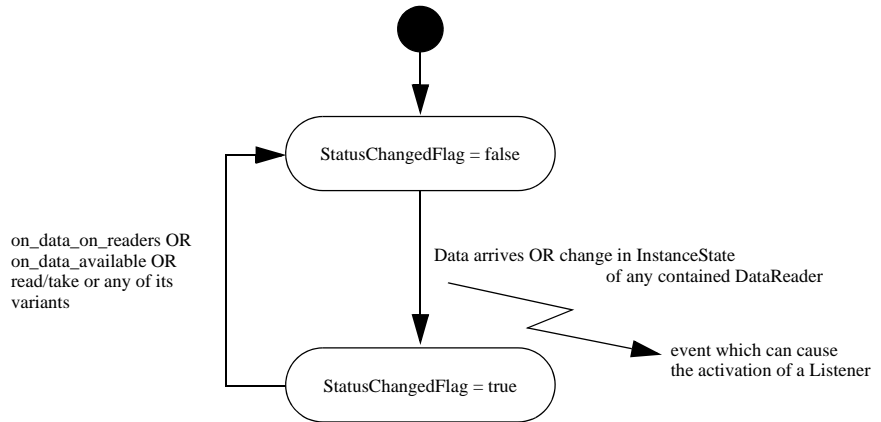 StatusChangedFlag = false
on_data_on_readers OR
on_data_available OR
read/take or any of its
variants
Data arrives OR change in InstanceState
of any contained DataReader
event which can cause
the activation of a Listener
StatusChangedFlag = true